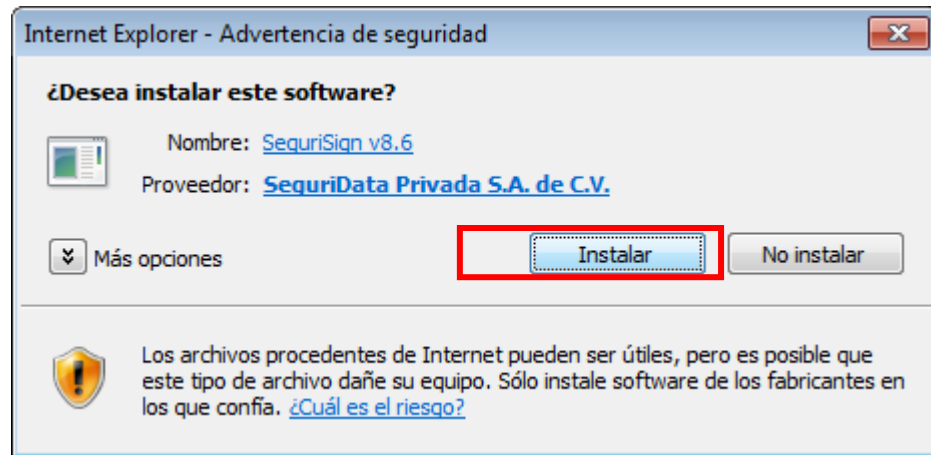 Internet Explorer - Advertencia de seguridad
¿Desea instalar este software?
Nombre: SeguriSign v8.6
Proveedor: SeguriData Privada S.A. de C.V.
Más opciones
Instalar
No instalar
Los archivos procedentes de Internet pueden ser útiles, pero es posible que
este tipo de archivo dañe su equipo. Sólo instale software de los fabricantes en
los que confía. ¿Cuál es el riesgo?